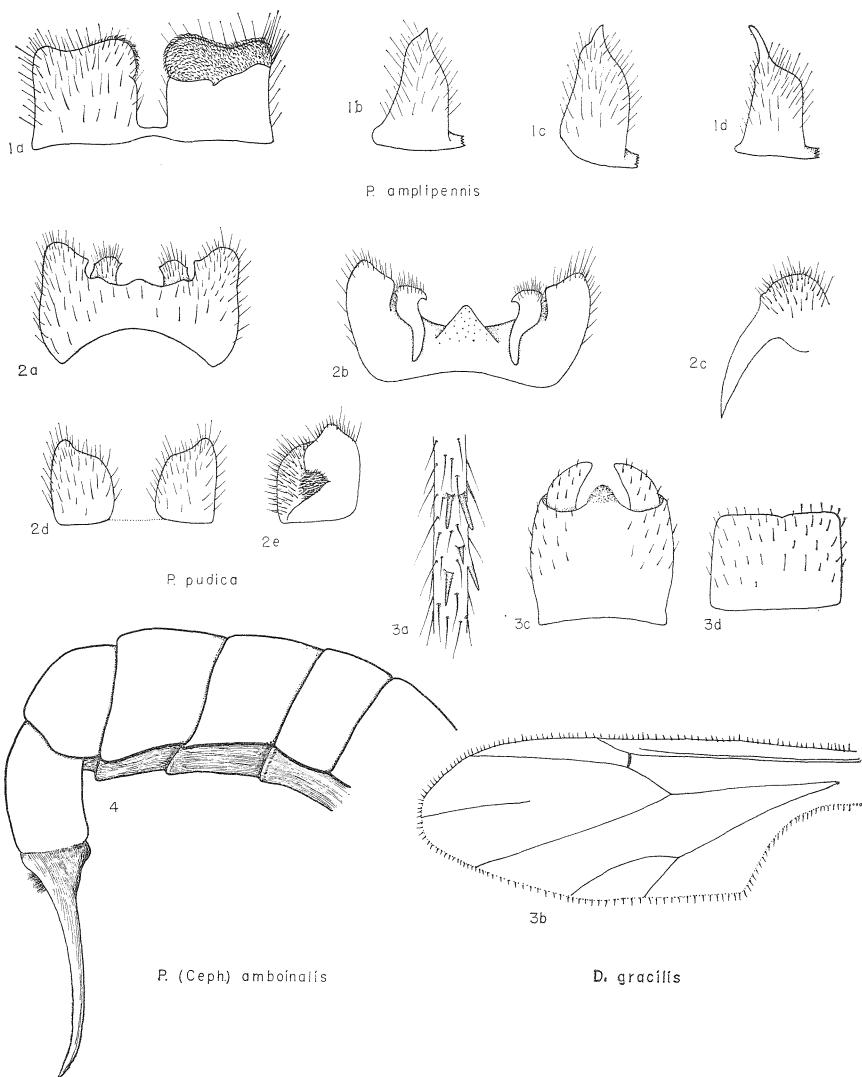 1a
1b
1c
1d
P. amplipennis
2a
2b
2c
2d
2e
P. pudica
3a
3c
3d
4
3b
P. (Ceph.) amboinalis
D. gracilis